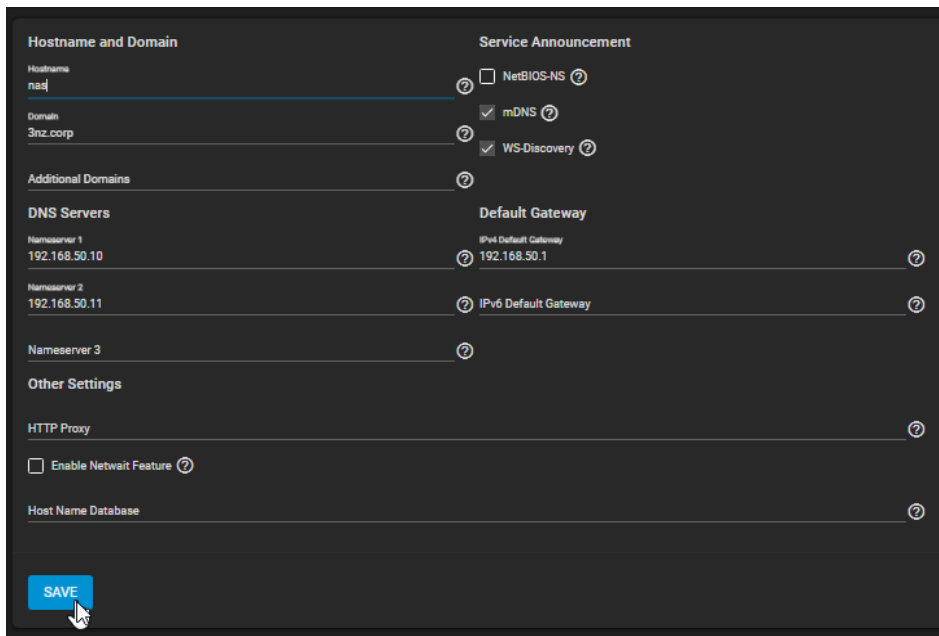 Hostname and Domain
Hostname
nas
Domain
3nz.corp
Additional Domains
Service Announcement
NetBIOS-NS
mDNS
WS-Discovery
DNS Servers
Nameserver 1
192.168.50.10
Nameserver 2
192.168.50.11
Nameserver 3
Default Gateway
IPv4 Default Gateway
192.168.50.1
IPv6 Default Gateway
Other Settings
HTTP Proxy
Enable Netwait Feature
Host Name Database
SAVE